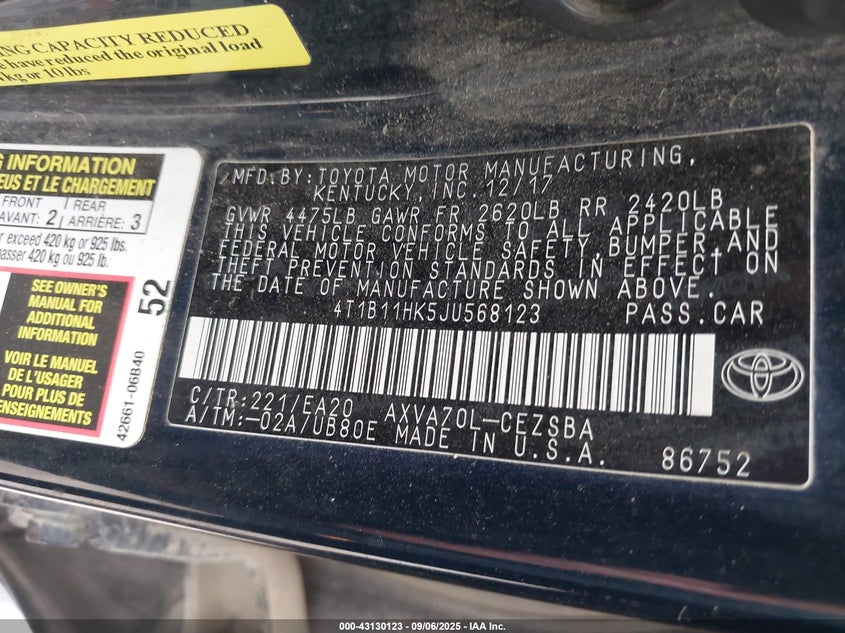 NG CAPACITY REDUCED
e have reduced the original load
kg or 10lbs
G INFORMATION
EUS ET LE CHARGEMENT
FRONT
AVANT: 2
REAR
ARRIÈRE: 3
r exceed 420 kg or 925 lbs.
passer 420 kg ou 925 lb.
SEE OWNER'S
MANUAL FOR
ADDITIONAL
INFORMATION
VOIR LE MANUEL
DE L'USAGER
POUR PLUS DE
RENSEIGNEMENTS
52
42661-06B40
MFD.BY:TOYOTA MOTOR MANUFACTURING,
KENTUCKY, INC.12/17
GVWR 4475LB GAWR FR 2620LB RR 2420LB
THIS VEHICLE CONFORMS TO ALL APPLICABLE
FEDERAL MOTOR VEHICLE SAFETY,BUMPER,AND
THEFT PREVENTION STANDARDS IN EFFECT ON
THE DATE OF MANUFACTURE SHOWN ABOVE.
4T1B11HK5JU568123 PASS.CAR
C/TR:221/EA20 AXVA70L-CEZSBA
A/TM:-02A/UB80E MADE IN U.S.A.
86752
000-43130123 - 09/06/2025 - IAA Inc.